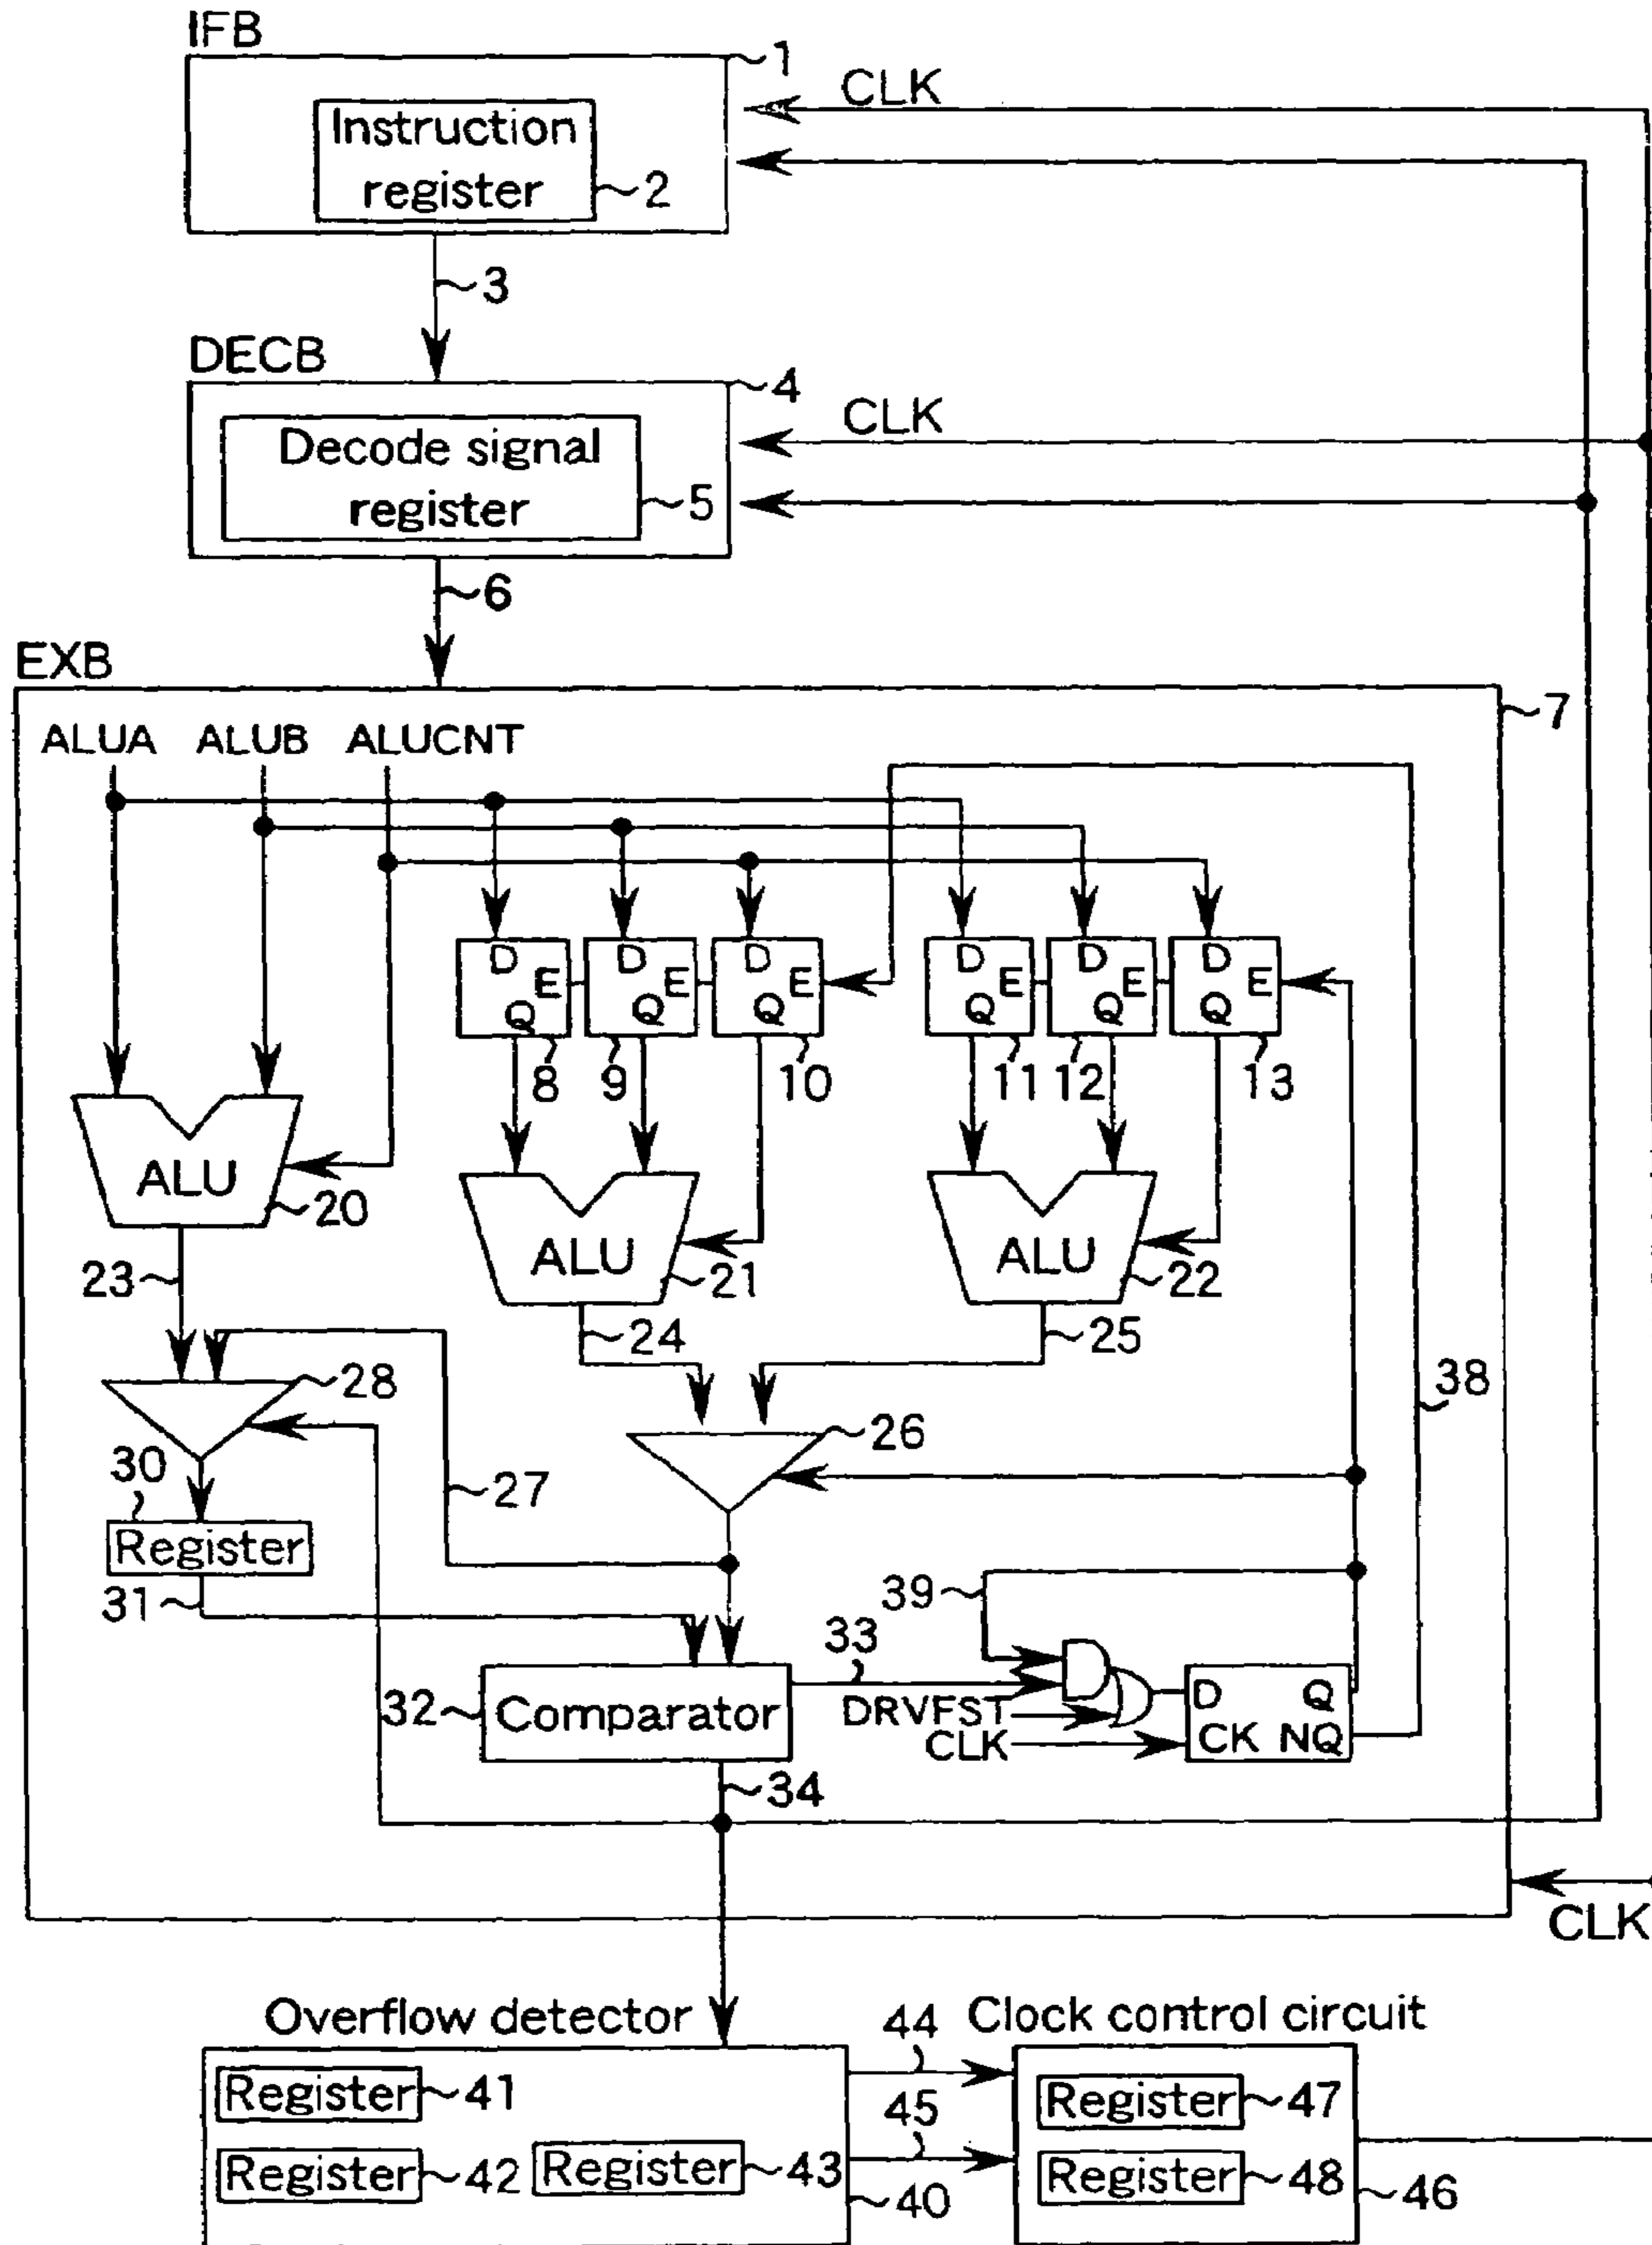 IFB
1
CLK
Instruction
register
2
3
DECB
4
CLK
Decode signal
register
5
6
EXB
7
ALUA ALUB ALUCNT
D E Q D E Q D E Q D E Q D E Q D E Q
8 9 10 11 12 13
ALU
20
ALU
21
ALU
22
23
24
25
28
26
38
30
27
Register
31
39
33
32
Comparator
DRVFST
CLK
D Q
CK NQ
34
CLK
Overflow detector
44
Clock control circuit
Register 41
Register 47
45
Register 42
Register 43
Register 48
40
46